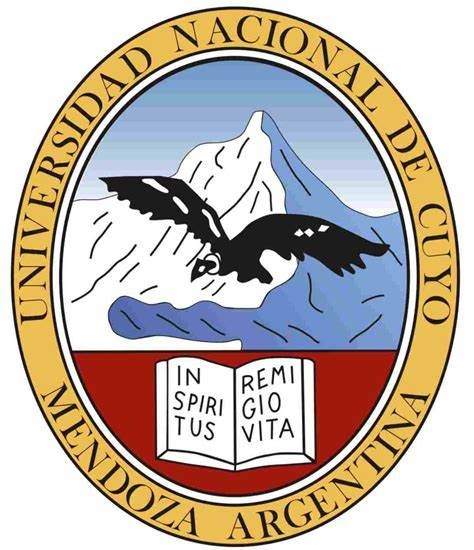 UNIVERSIDAD NACIONAL DE CUYO
IN
SPIRI
TUS
REMI
GIO
VITA
MENDOZA ARGENTINA